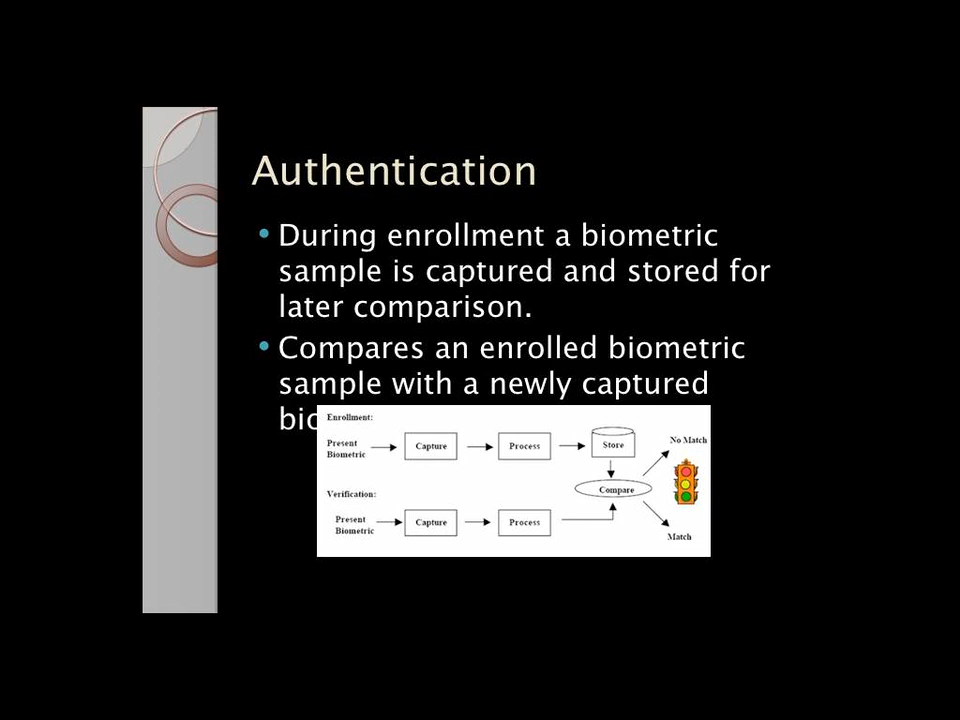 Authentication
• During enrollment a biometric
sample is captured and stored for
later comparison.
• Compares an enrolled biometric
sample with a newly captured
Enrollment:
Present
Biometric
Capture
Process
Store
No Match
Compare
Verification:
Present
Biometric
Capture
Process
Match